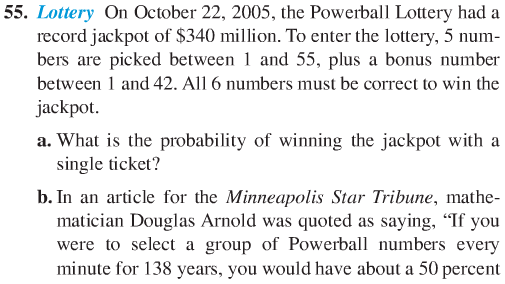 55. Lottery On October 22, 2005, the Powerball Lottery had a
record jackpot of $340 million. To enter the lottery, 5 num-
bers are picked between 1 and 55, plus a bonus number
between 1 and 42. All 6 numbers must be correct to win the
jackpot.
a. What is the probability of winning the jackpot with a
single ticket?
b. In an article for the Minneapolis Star Tribune, mathe-
matician Douglas Arnold was quoted as saying, “If you
were to select a group of Powerball numbers every
minute for 138 years, you would have about a 50 percent